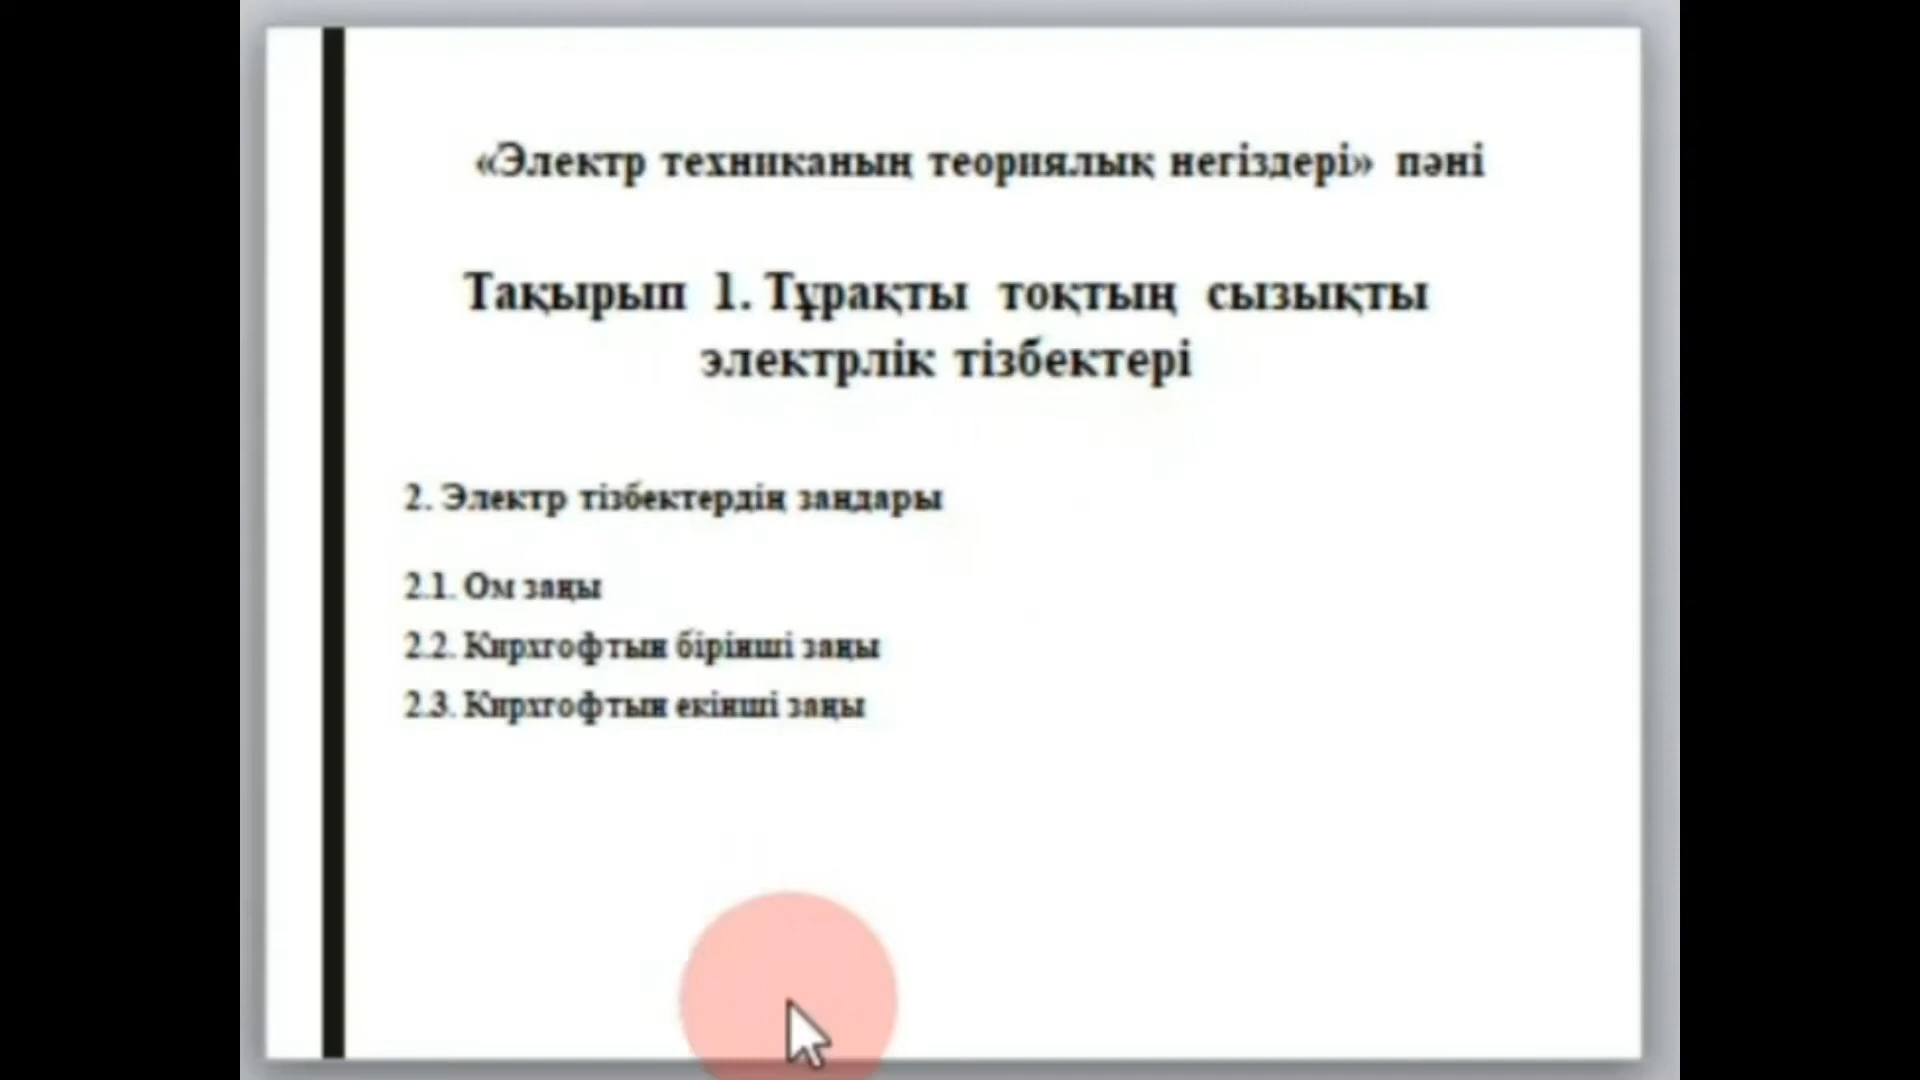 «Электр техниканың теориялық негіздері» пәні
Тақырып 1. Тұрақты тоқтың сызықты
электрлік тізбектері
2. Электр тізбектердің заңдары
2.1. Ом заңы
2.2. Кирхгофтың бірінші заңы
2.3. Кирхгофтың екінші заңы